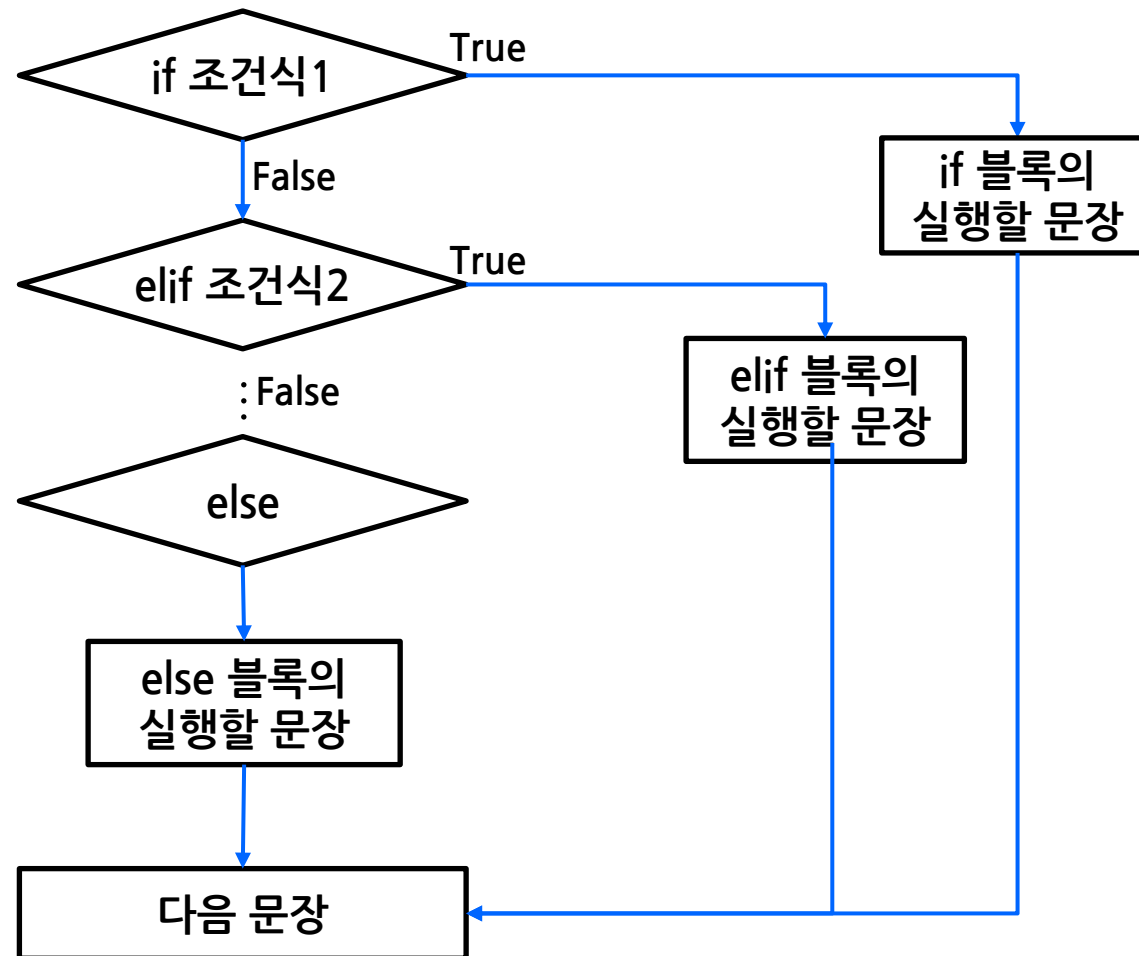 if 조건식1
True
False
if 블록의
실행할 문장
elif 조건식2
True
elif 블록의
실행할 문장
False
else
else 블록의
실행할 문장
다음 문장